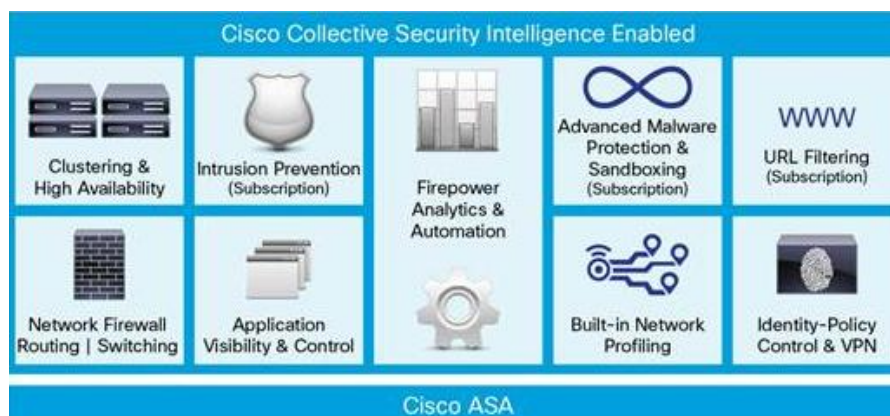 Cisco Collective Security Intelligence Enabled
Clustering &
High Availability
Intrusion Prevention
(Subscription)
Firepower
Analytics &
Automation
Advanced Malware
Protection &
Sandboxing
(Subscription)
WWW
URL Filtering
(Subscription)
Network Firewall
Routing | Switching
Application
Visibility & Control
Built-in Network
Profiling
Identity-Policy
Control & VPN
Cisco ASA